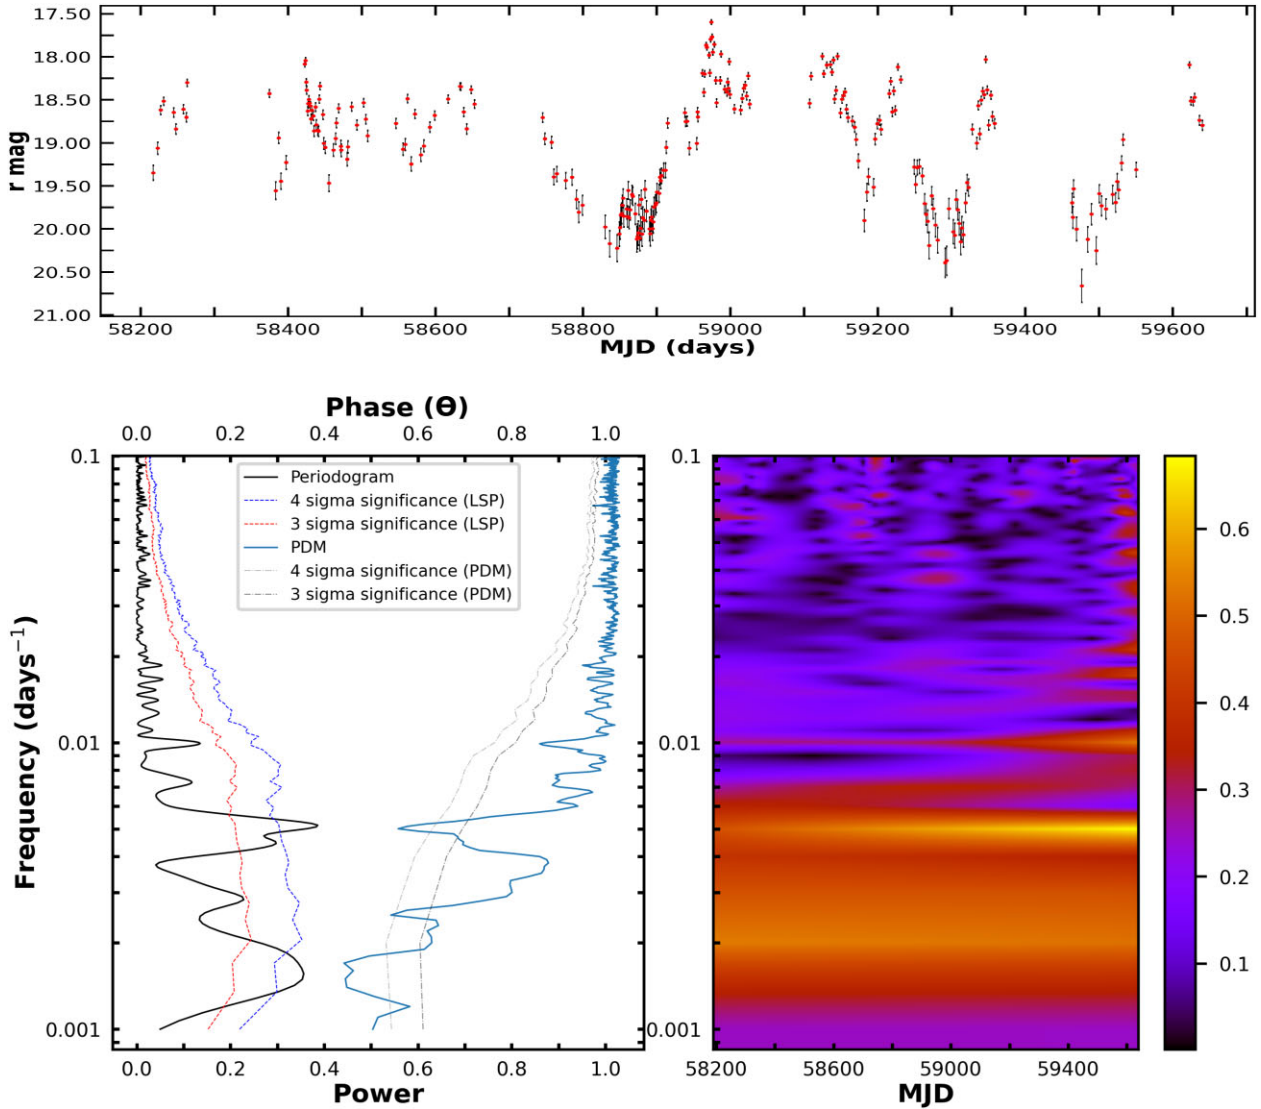 17.50
18.00
18.50
19.00
19.50
20.00
20.50
21.00
r mag
58200 58400 58600 58800 59000 59200 59400 59600
MJD (days)
Phase (Θ)
0.0 0.2 0.4 0.6 0.8 1.0
Periodogram
4 sigma significance (LSP)
3 sigma significance (LSP)
PDM
4 sigma significance (PDM)
3 sigma significance (PDM)
0.1
0.01
0.001
Frequency (days⁻¹)
0.0 0.2 0.4 0.6 0.8 1.0
Power
0.1
0.01
0.001
58200 58600 59000 59400
MJD
0.6
0.5
0.4
0.3
0.2
0.1